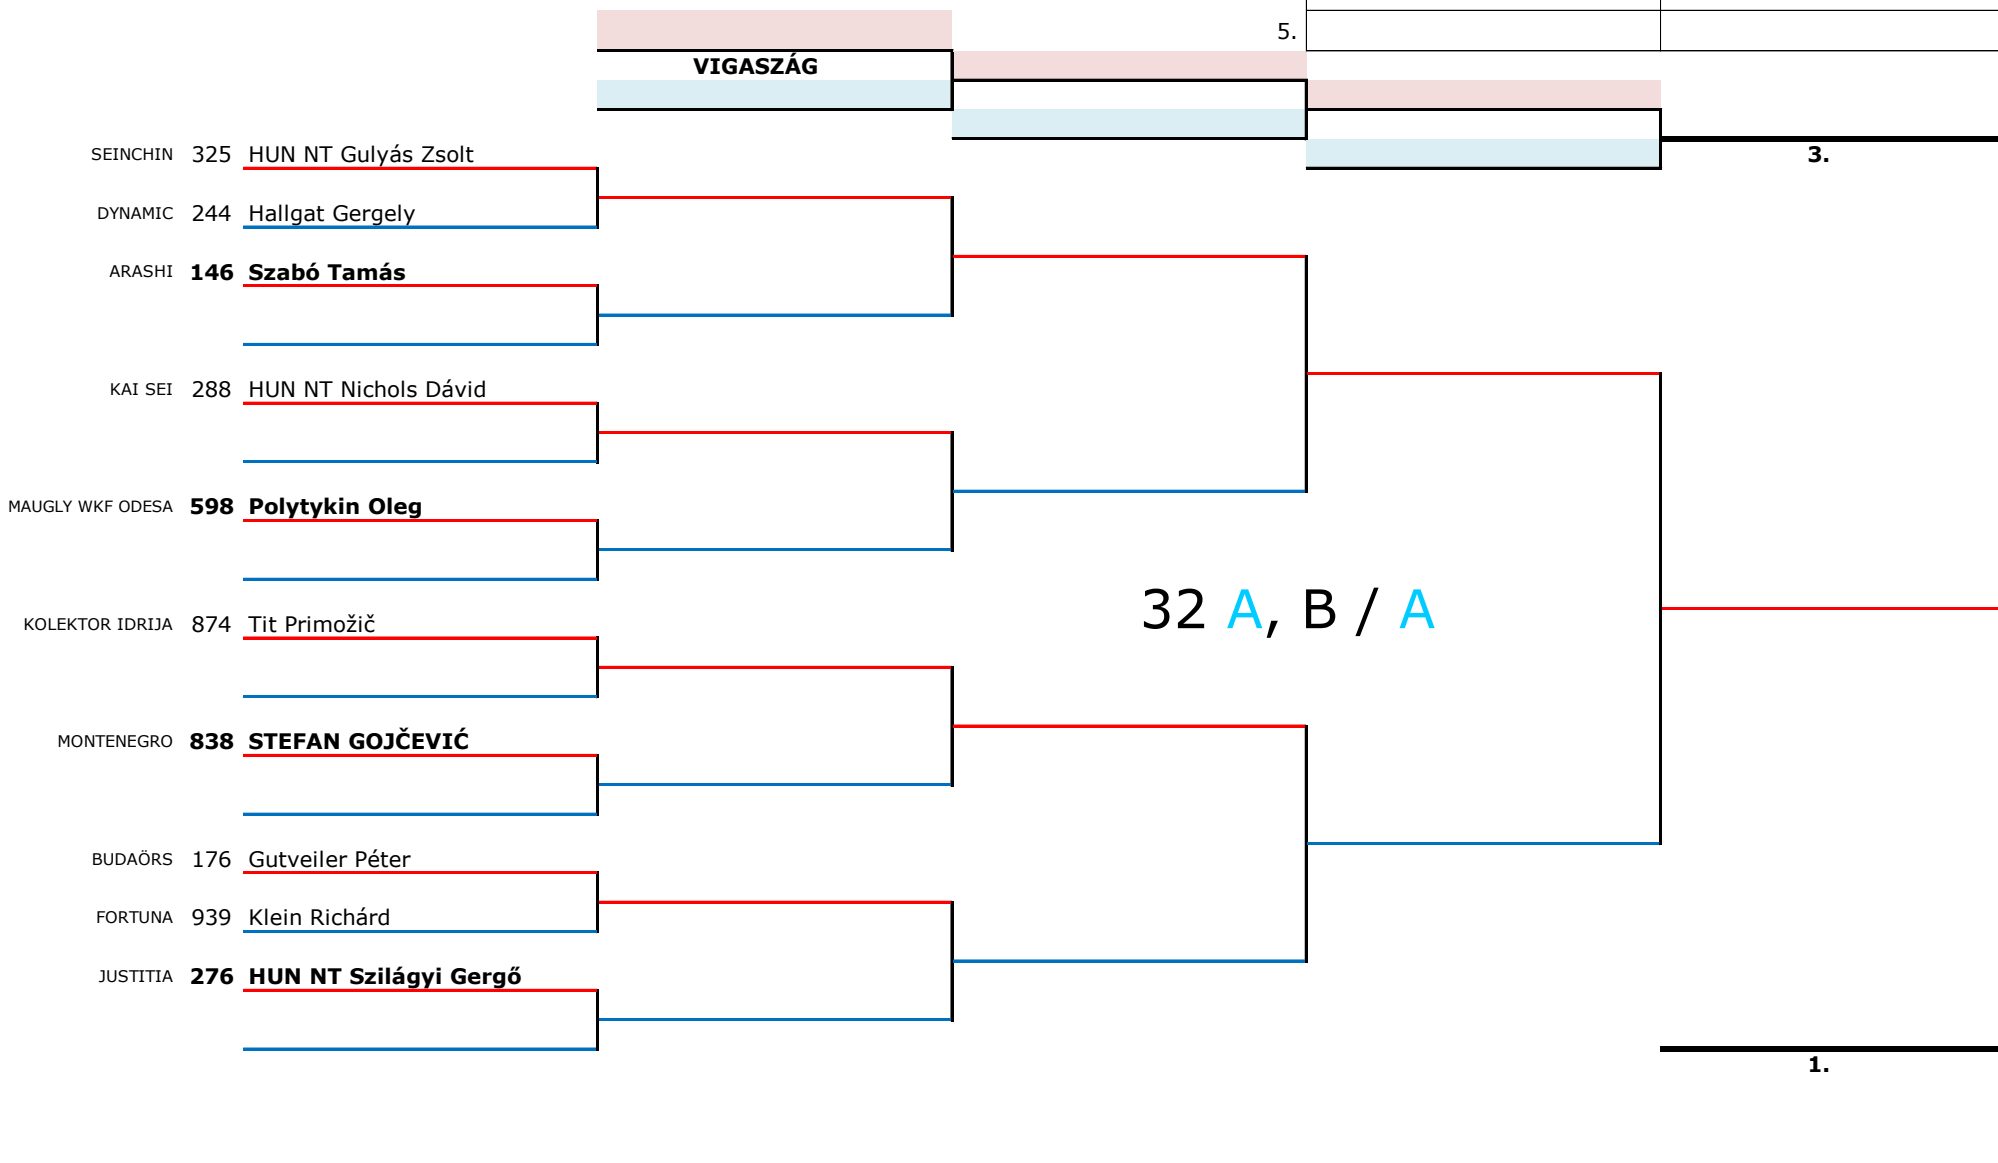 5.
VIGASZÁG
SEINCHIN 325 HUN NT Gulyás Zsolt
3.
DYNAMIC 244 Hallgat Gergely
ARASHI 146 Szabó Tamás
KAI SEI 288 HUN NT Nichols Dávid
MAUGLY WKF ODESA 598 Polytykin Oleg
32 A, B / A
KOLEKTOR IDRIJA 874 Tit Primožič
MONTENEGRO 838 STEFAN GOJČEVIĆ
BUDAÖRS 176 Gutveiler Péter
FORTUNA 939 Klein Richárd
JUSTITIA 276 HUN NT Szilágyi Gergő
1.